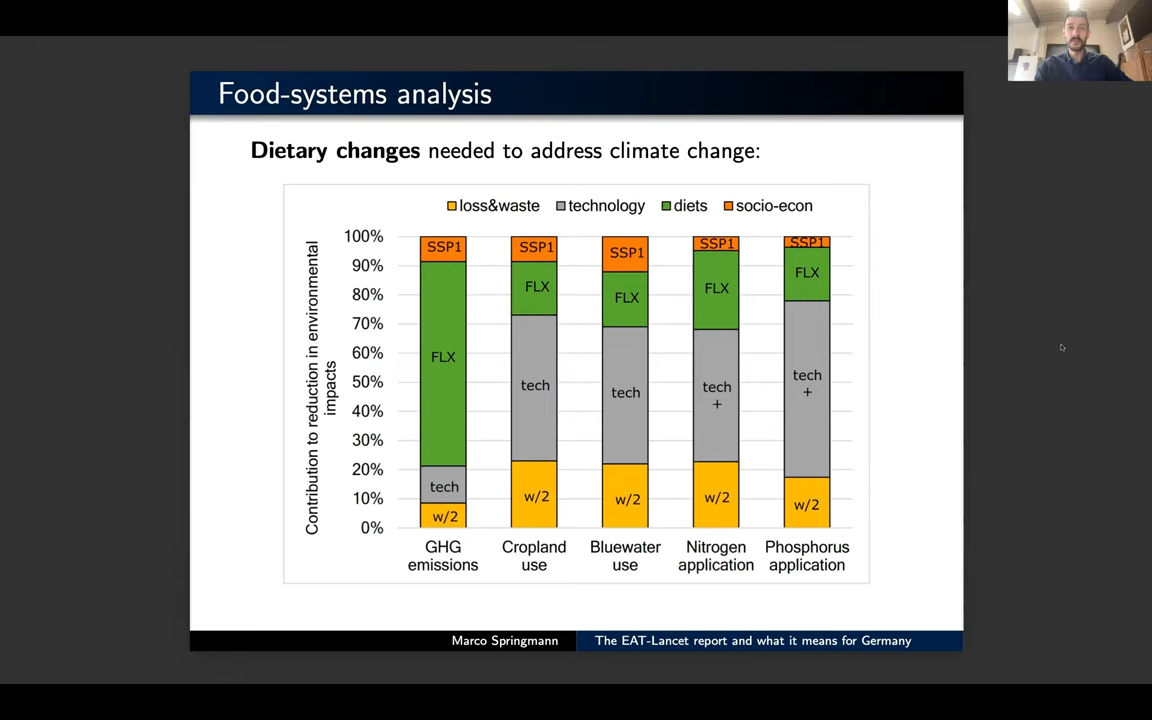 Food-systems analysis
Dietary changes needed to address climate change:
loss&waste technology diets socio-econ
Contribution to reduction in environmental
impacts
100%
90%
80%
70%
60%
50%
40%
30%
20%
10%
0%
SSP1 SSP1 SSP1 SSP1 SSP1
FLX FLX FLX FLX FLX
tech tech tech tech + tech +
w/2 w/2 w/2 w/2 w/2
GHG emissions
Cropland use
Bluewater use
Nitrogen application
Phosphorus application
Marco Springmann
The EAT-Lancet report and what it means for Germany